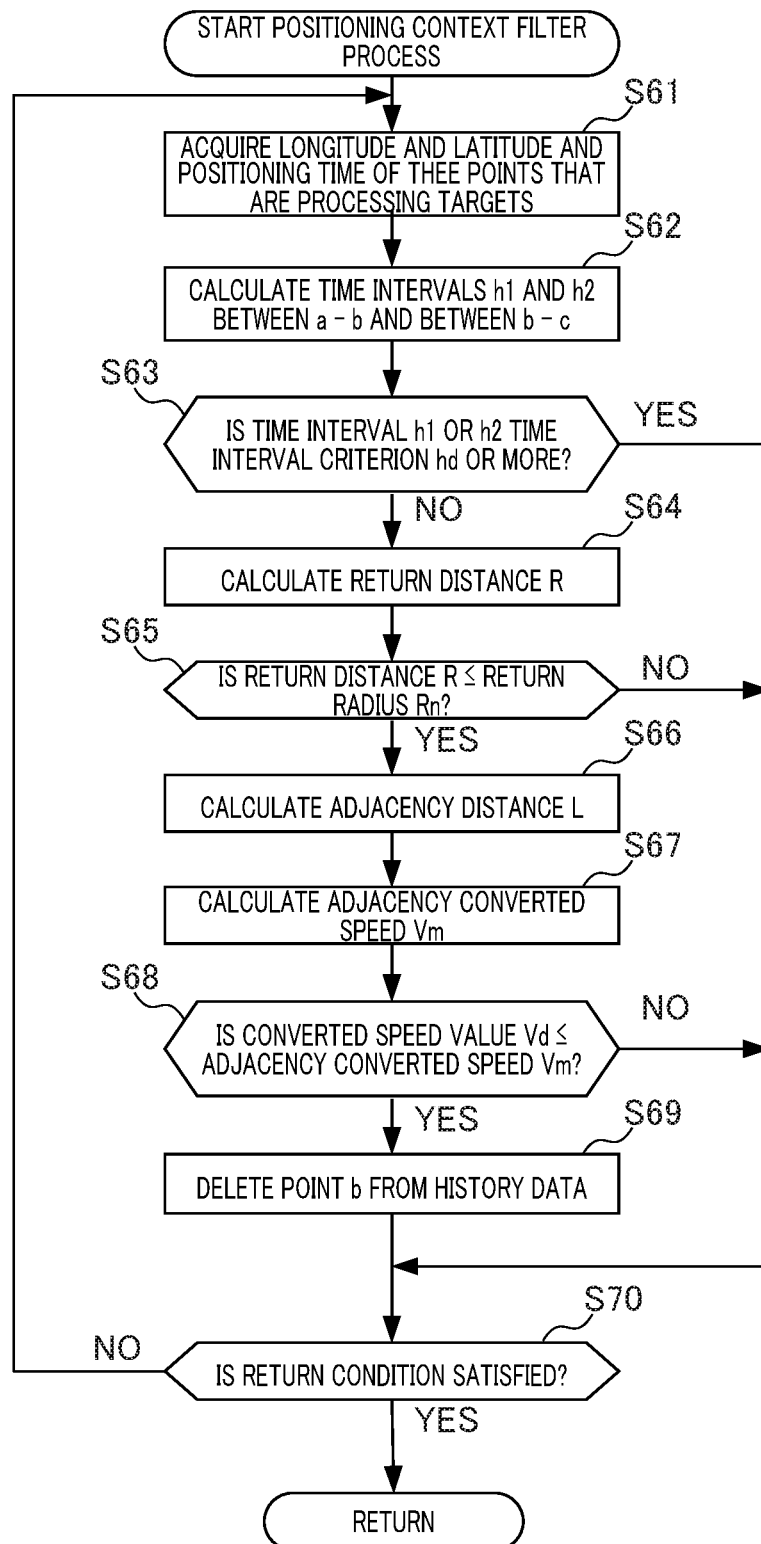 START POSITIONING CONTEXT FILTER
PROCESS
S61
ACQUIRE LONGITUDE AND LATITUDE AND
POSITIONING TIME OF THEE POINTS THAT
ARE PROCESSING TARGETS
S62
CALCULATE TIME INTERVALS h1 AND h2
BETWEEN a - b AND BETWEEN b - c
S63
IS TIME INTERVAL h1 OR h2 TIME
INTERVAL CRITERION hd OR MORE?
YES
NO
S64
CALCULATE RETURN DISTANCE R
S65
IS RETURN DISTANCE R ≤ RETURN
RADIUS Rn?
NO
YES
S66
CALCULATE ADJACENCY DISTANCE L
S67
CALCULATE ADJACENCY CONVERTED
SPEED Vm
S68
IS CONVERTED SPEED VALUE Vd ≤
ADJACENCY CONVERTED SPEED Vm?
NO
YES
S69
DELETE POINT b FROM HISTORY DATA
S70
NO
IS RETURN CONDITION SATISFIED?
YES
RETURN